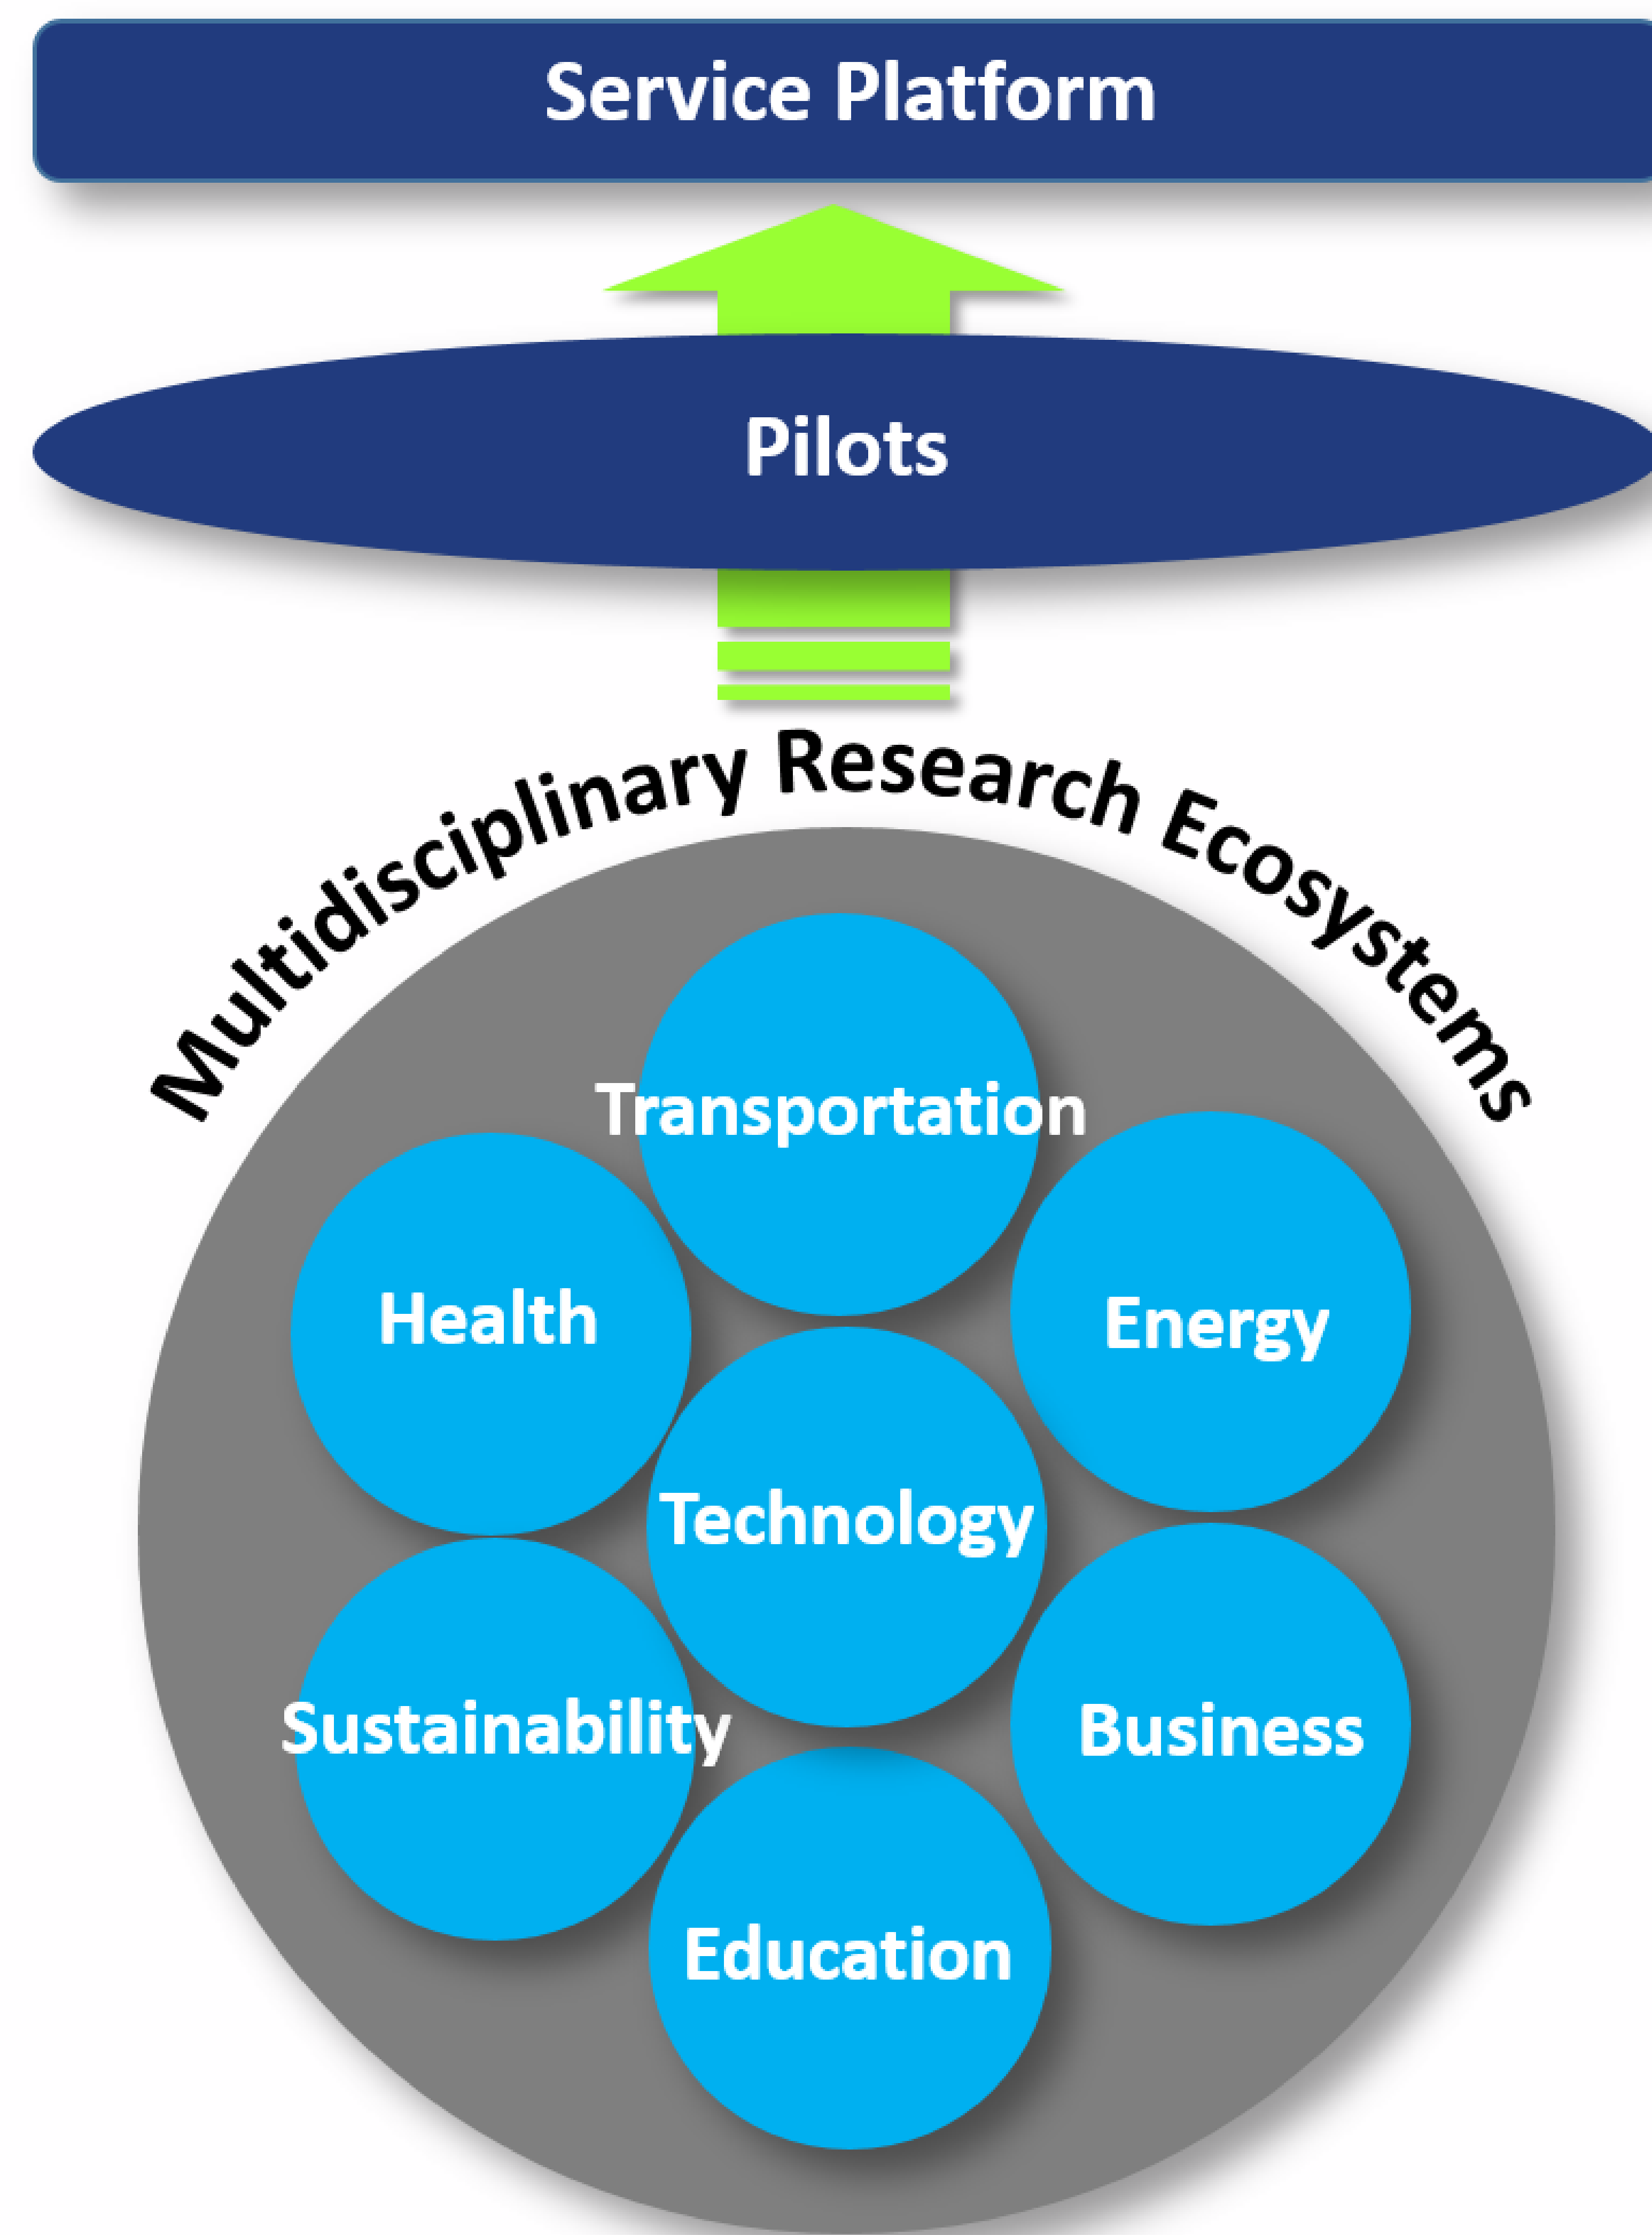 Service Platform
Pilots
Multidisciplinary Research Ecosystems
Transportation
Health
Energy
Technology
Sustainability
Business
Education